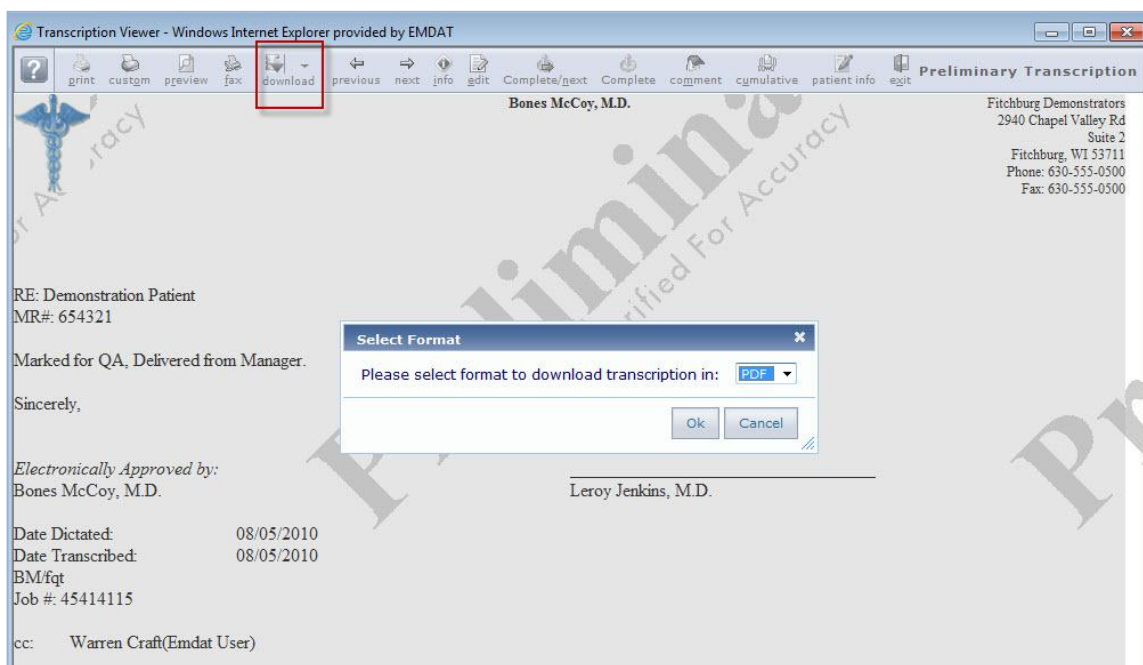 Transcription Viewer - Windows Internet Explorer provided by EMDAT
? print custom preview fax download previous next info edit Complete/next Complete comment cumulative patient info exit Preliminary Transcription
Bones McCoy, M.D.
Fitchburg Demonstrators
2940 Chapel Valley Rd
Suite 2
Fitchburg, WI 53711
Phone: 630-555-0500
Fax: 630-555-0500
racy
or A
Prelimina
ified For Accuracy
RE: Demonstration Patient
MR#: 654321
Marked for QA, Delivered from Manager.
Sincerely,
Select Format
Please select format to download transcription in: PDF
Ok Cancel
Electronically Approved by:
Bones McCoy, M.D.
Leroy Jenkins, M.D.
Date Dictated: 08/05/2010
Date Transcribed: 08/05/2010
BM/fqt
Job #: 45414115
cc: Warren Craft(Emdat User)
Pr